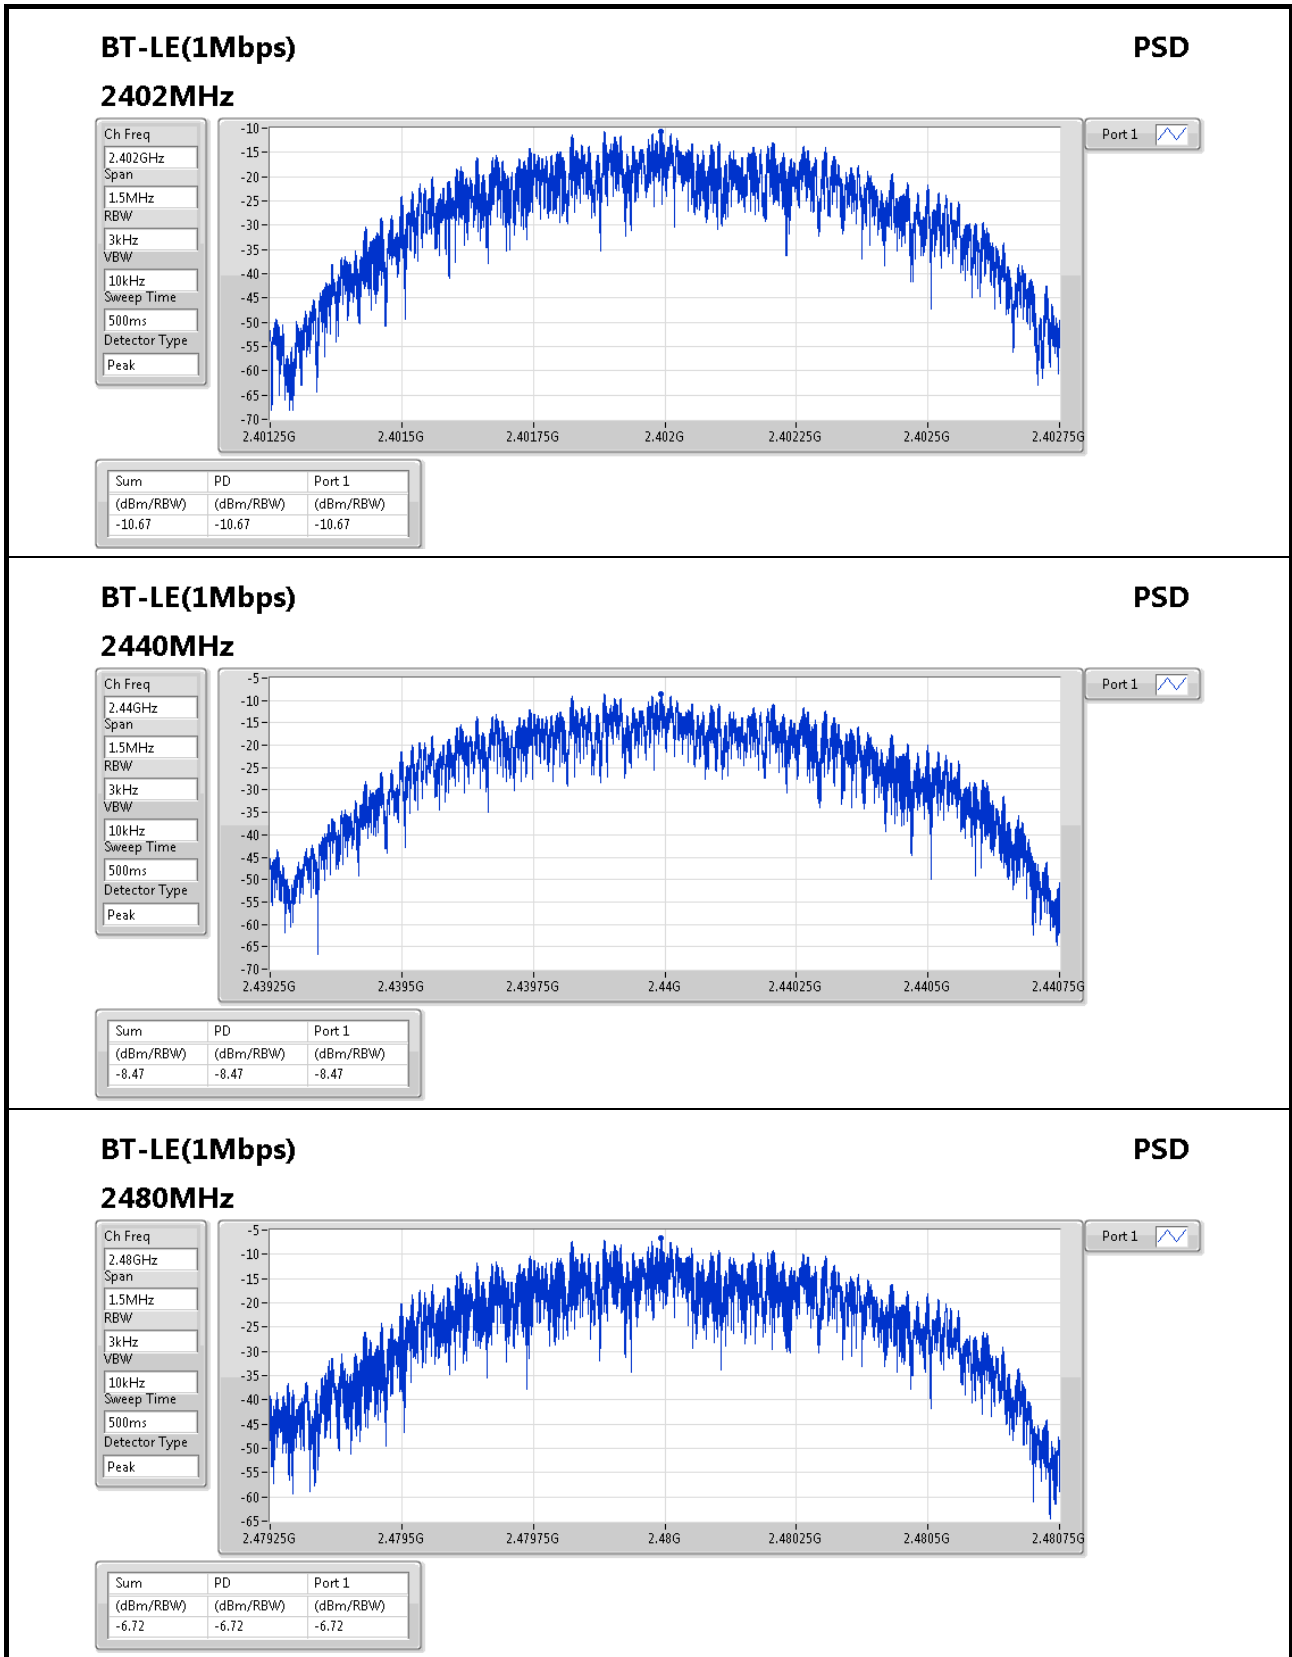 BT-LE(1Mbps) PSD
2402MHz
Ch Freq
2.402GHz
Span
1.5MHz
RBW
3kHz
VBW
10kHz
Sweep Time
500ms
Detector Type
Peak
-10
-15
-20
-25
-30
-35
-40
-45
-50
-55
-60
-65
-70
2.40125G 2.4015G 2.40175G 2.402G 2.40225G 2.4025G 2.40275G
Port 1
Sum PD Port 1
(dBm/RBW) (dBm/RBW) (dBm/RBW)
-10.67 -10.67 -10.67
BT-LE(1Mbps) PSD
2440MHz
Ch Freq
2.44GHz
Span
1.5MHz
RBW
3kHz
VBW
10kHz
Sweep Time
500ms
Detector Type
Peak
-5
-10
-15
-20
-25
-30
-35
-40
-45
-50
-55
-60
-65
-70
2.43925G 2.4395G 2.43975G 2.44G 2.44025G 2.4405G 2.44075G
Port 1
Sum PD Port 1
(dBm/RBW) (dBm/RBW) (dBm/RBW)
-8.47 -8.47 -8.47
BT-LE(1Mbps) PSD
2480MHz
Ch Freq
2.48GHz
Span
1.5MHz
RBW
3kHz
VBW
10kHz
Sweep Time
500ms
Detector Type
Peak
-5
-10
-15
-20
-25
-30
-35
-40
-45
-50
-55
-60
-65
2.47925G 2.4795G 2.47975G 2.48G 2.48025G 2.4805G 2.48075G
Port 1
Sum PD Port 1
(dBm/RBW) (dBm/RBW) (dBm/RBW)
-6.72 -6.72 -6.72